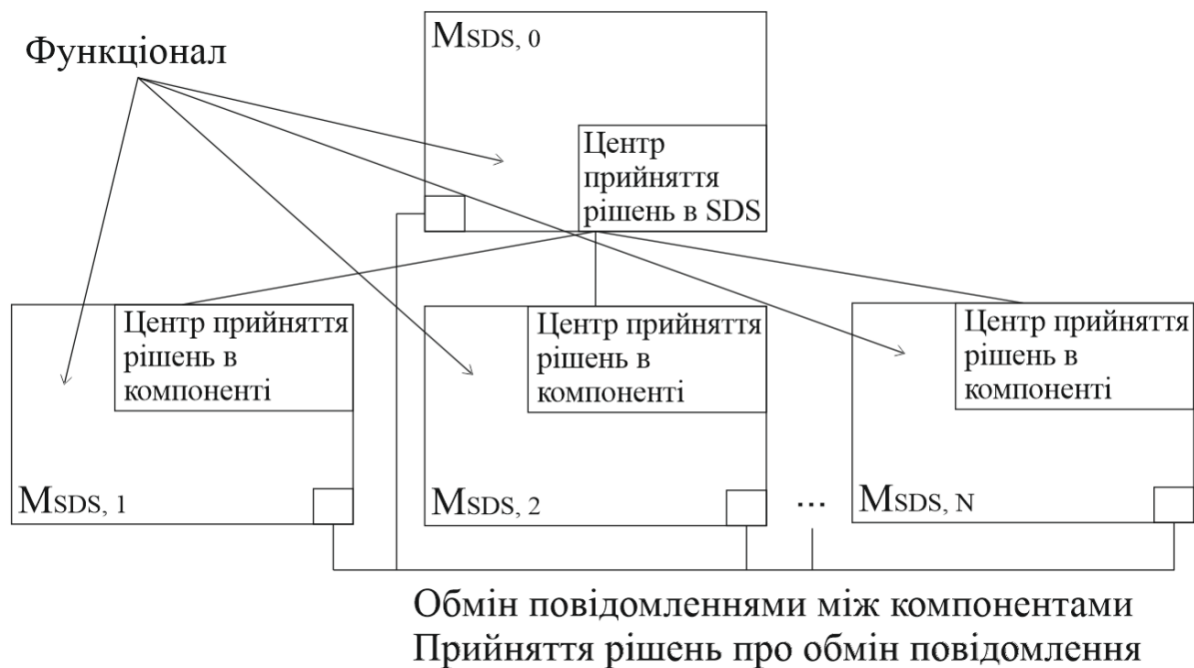 Функціонал
MSDS, 0
Центр
прийняття
рішень в SDS
Центр прийняття
рішень в
компоненті
MSDS, 1
Центр прийняття
рішень в
компоненті
MSDS, 2
...
Центр прийняття
рішень в
компоненті
MSDS, N
Обмін повідомленнями між компонентами
Прийняття рішень про обмін повідомлення